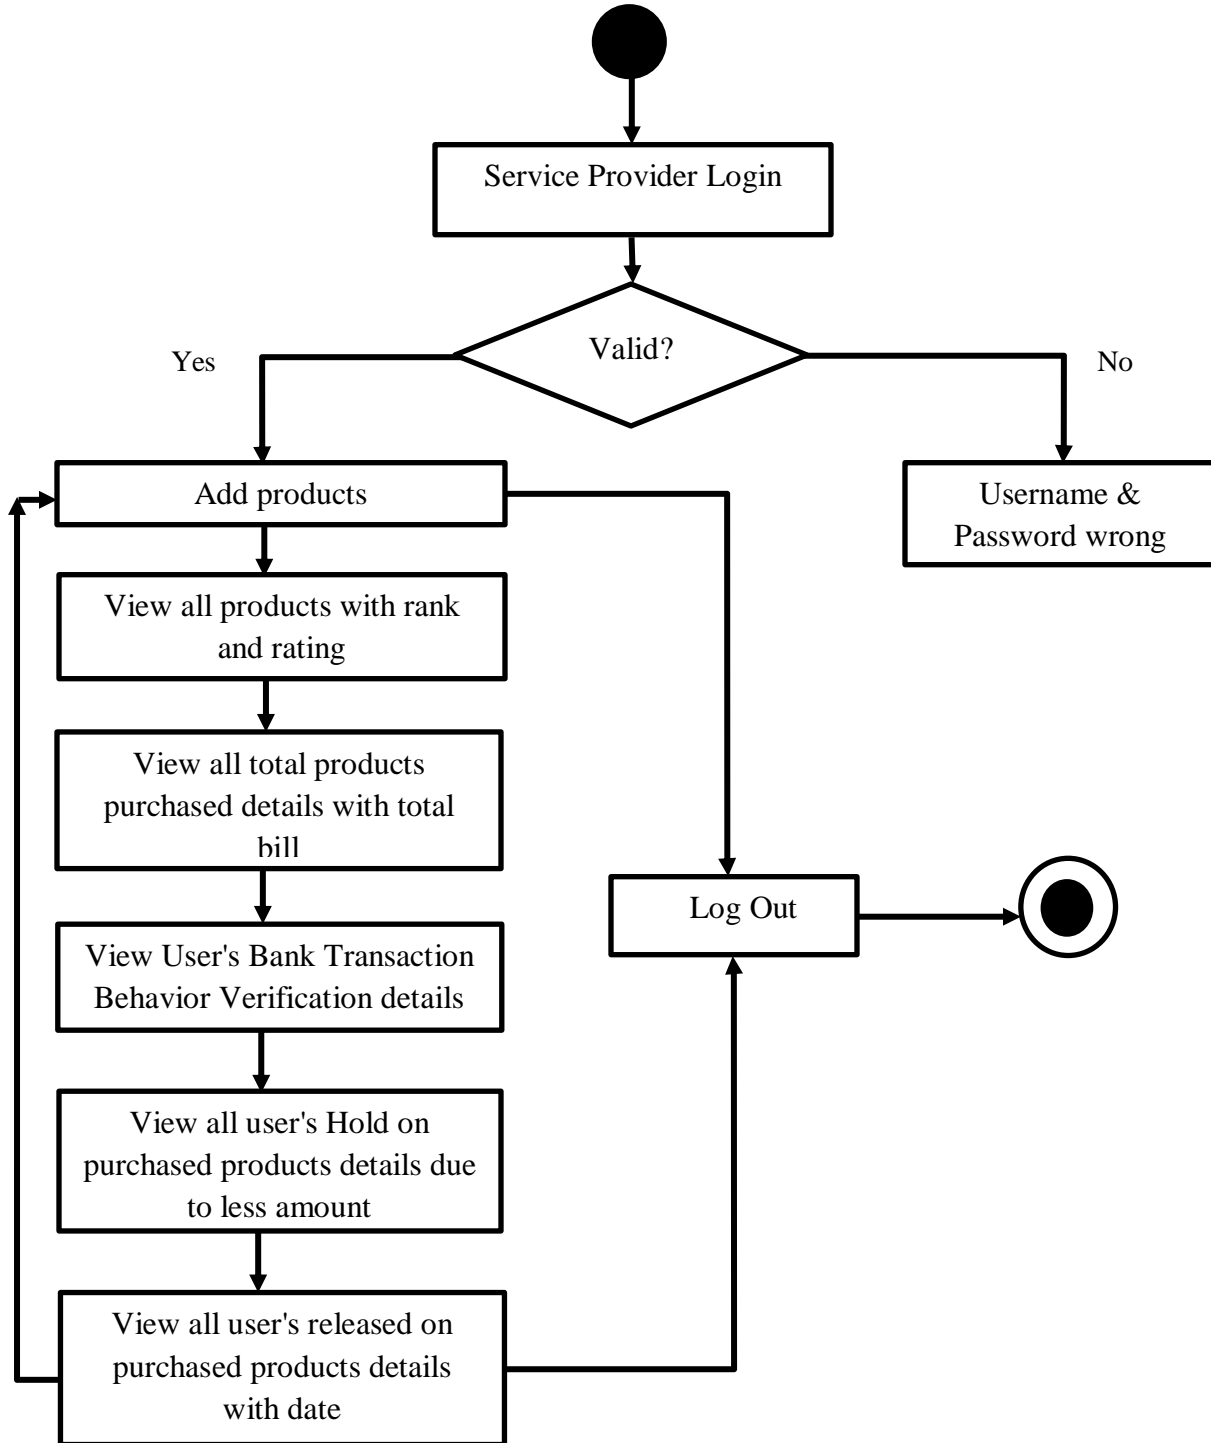 Service Provider Login
Valid?
Yes
No
Add products
Username &
Password wrong
View all products with rank
and rating
View all total products
purchased details with total
bill
Log Out
View User's Bank Transaction
Behavior Verification details
View all user's Hold on
purchased products details due
to less amount
View all user's released on
purchased products details
with date